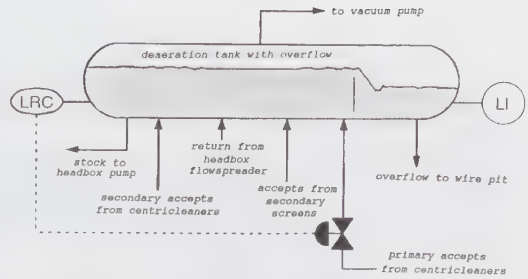 to vacuum pump
deseration tank with overflow
LRC
LI
stock to
headbox pump
return from
headbox
flowspreader
secondary accepts
from centricleaners
accepts from
secondary
screens
overflow to wire pit
primary accepts
from centricleaners